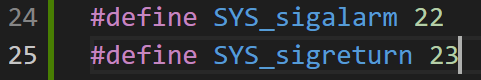 24 #define SYS_sigalarm 22
25 #define SYS_sigreturn 23